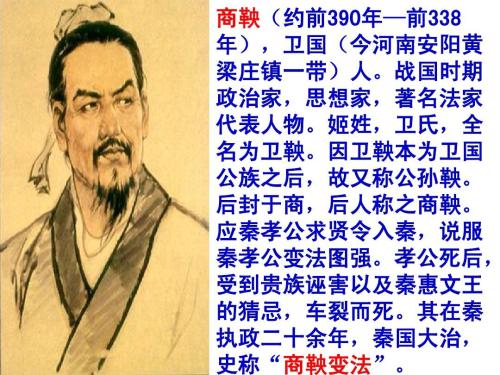 商鞅（约前390年—前338
年），卫国（今河南安阳黄
梁庄镇一带）人。战国时期
政治家，思想家，著名法家
代表人物。姬姓，卫氏，全
名为卫鞅。因卫鞅本为卫国
公族之后，故又称公孙鞅。
后封于商，后人称之商鞅。
应秦孝公求贤令入秦，说服
秦孝公变法图强。孝公死后，
受到贵族诬害以及秦惠文王
的猜忌，车裂而死。其在秦
执政二十余年，秦国大治，
史称“商鞅变法”。